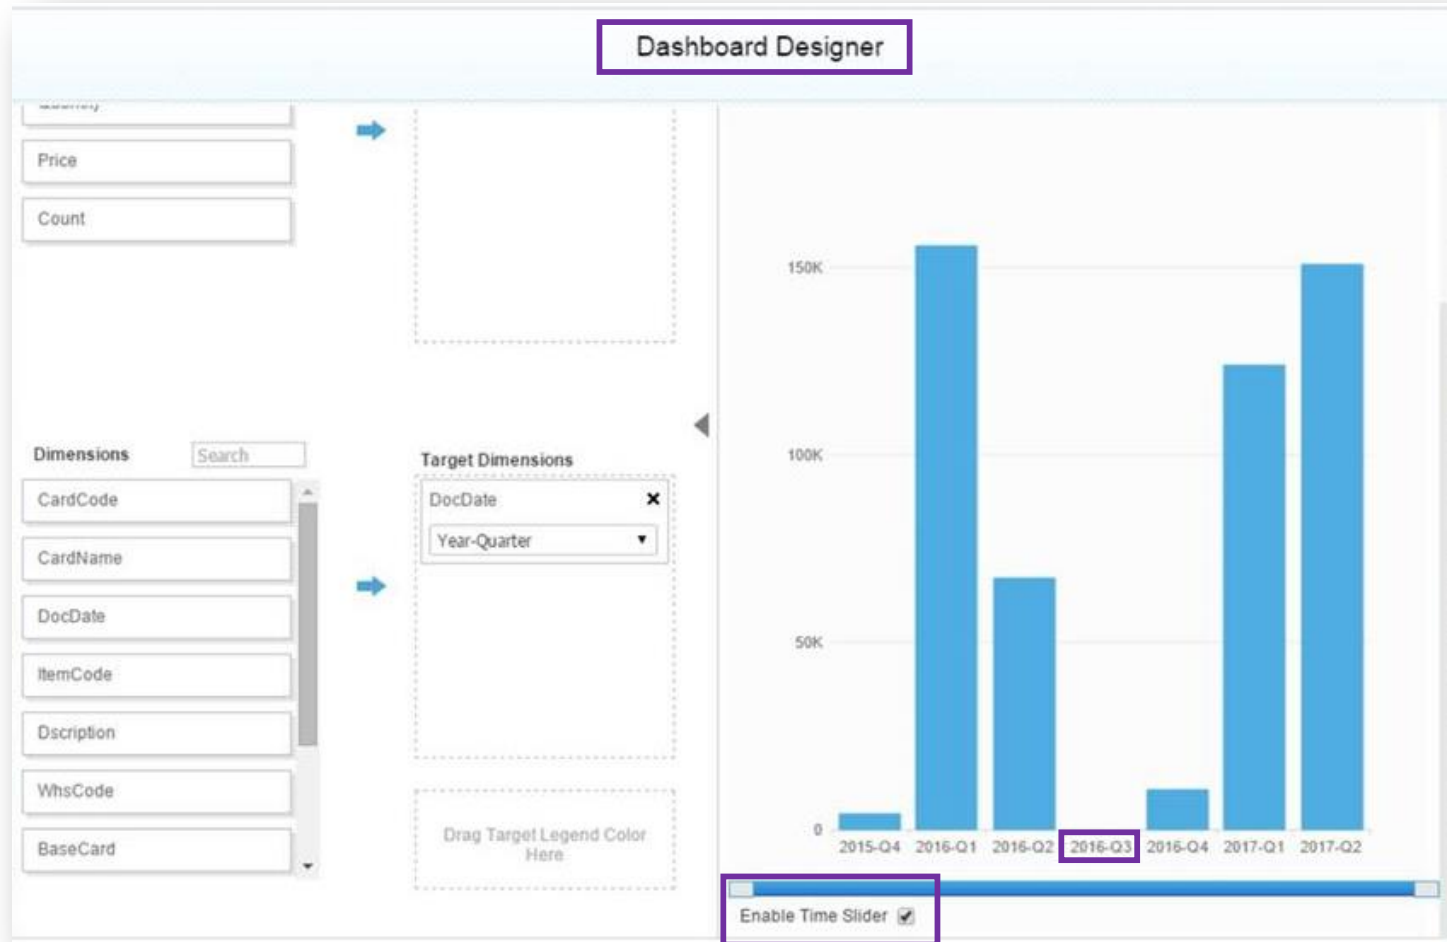 Dashboard Designer
Price
Count
Dimensions
Search
CardCode
CardName
DocDate
ItemCode
Dscription
WhsCode
BaseCard
Target Dimensions
DocDate
Year-Quarter
Drag Target Legend Color
Here
150K
100K
50K
0
2015-Q4 2016-Q1 2016-Q2 2016-Q3 2016-Q4 2017-Q1 2017-Q2
Enable Time Slider